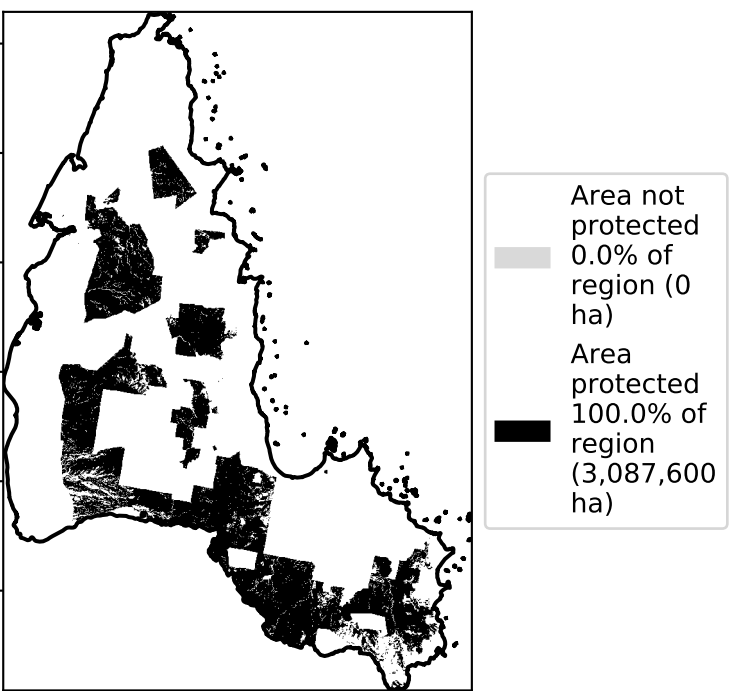 Area not
protected
0.0% of
region (0
ha)
Area
protected
100.0% of
region
(3,087,600
ha)